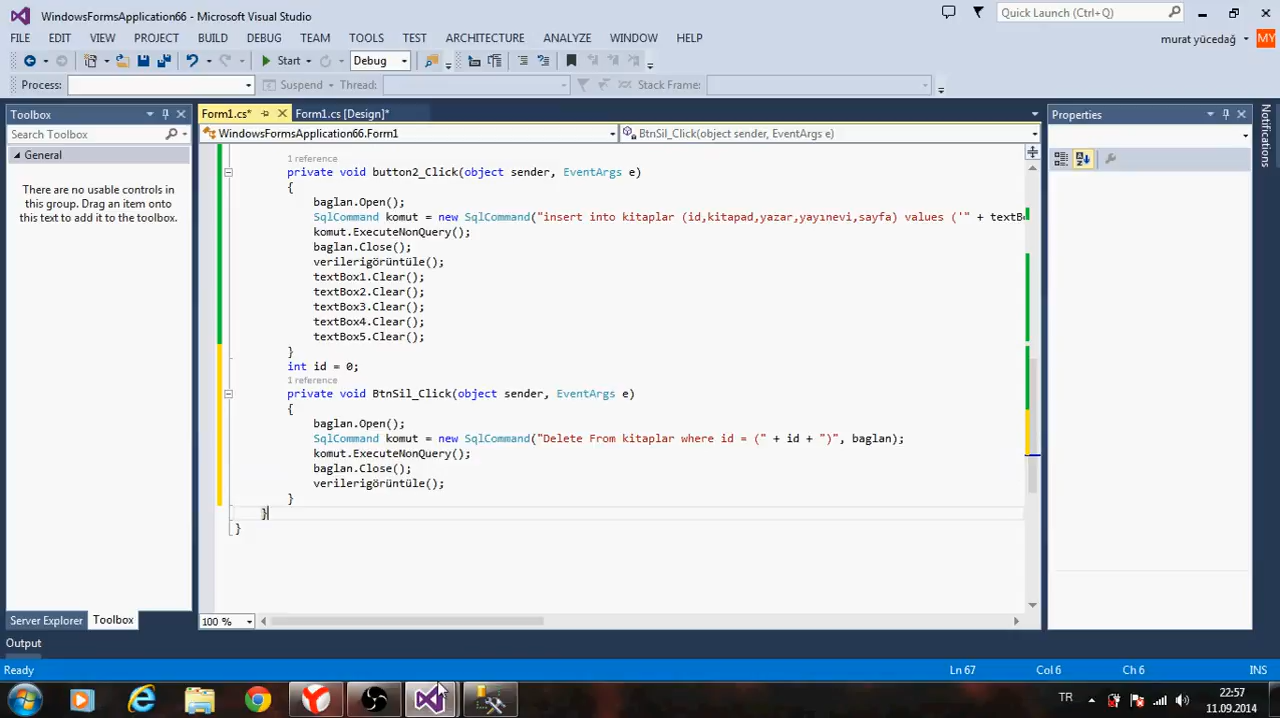 WindowsFormsApplication66 - Microsoft Visual Studio
Quick Launch (Ctrl+Q)
FILE EDIT VIEW PROJECT BUILD DEBUG TEAM TOOLS TEST ARCHITECTURE ANALYZE WINDOW HELP
murat yücedağ MY
Start Debug
Process: Suspend Thread: Stack Frame:
Toolbox
Form1.cs* Form1.cs [Design]*
Properties
Notifications
Search Toolbox
WindowsFormsApplication66.Form1 BtnSil_Click(object sender, EventArgs e)
General
There are no usable controls in
this group. Drag an item onto
this text to add it to the toolbox.
1 reference
private void button2_Click(object sender, EventArgs e)
{
baglan.Open();
SqlCommand komut = new SqlCommand("insert into kitaplar (id,kitapad,yazar,yayınevi,sayfa) values ('" + textBo
komut.ExecuteNonQuery();
baglan.Close();
verilerigörüntüle();
textBox1.Clear();
textBox2.Clear();
textBox3.Clear();
textBox4.Clear();
textBox5.Clear();
}
int id = 0;
1 reference
private void BtnSil_Click(object sender, EventArgs e)
{
baglan.Open();
SqlCommand komut = new SqlCommand("Delete From kitaplar where id = (" + id + ")", baglan);
komut.ExecuteNonQuery();
baglan.Close();
verilerigörüntüle();
}
}
}
Server Explorer Toolbox
100 %
Output
Ready Ln 67 Col 6 Ch 6 INS
TR
22:57
11.09.2014